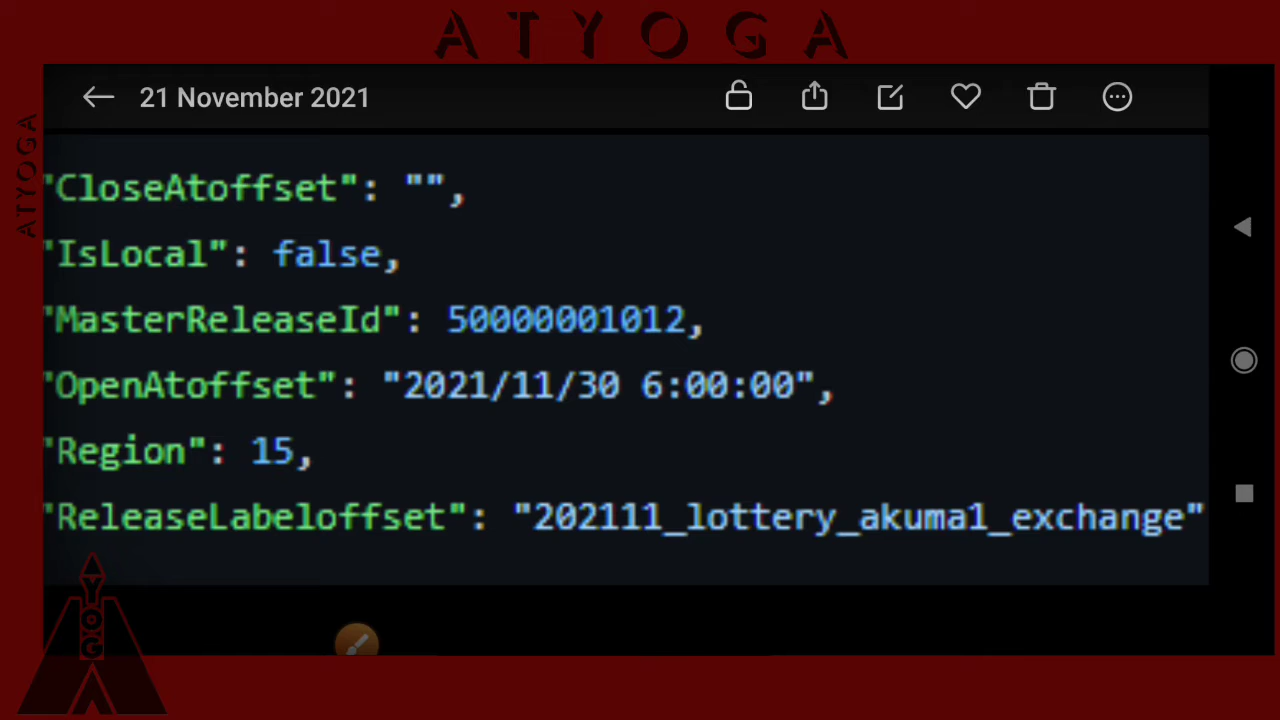 ATYOGA
ATYOGA
21 November 2021
"CloseAtoffset": "",
"IsLocal": false,
"MasterReleaseId": 50000001012,
"OpenAtoffset": "2021/11/30 6:00:00",
"Region": 15,
"ReleaseLabeloffset": "202111_lottery_akuma1_exchange"
AYOGA